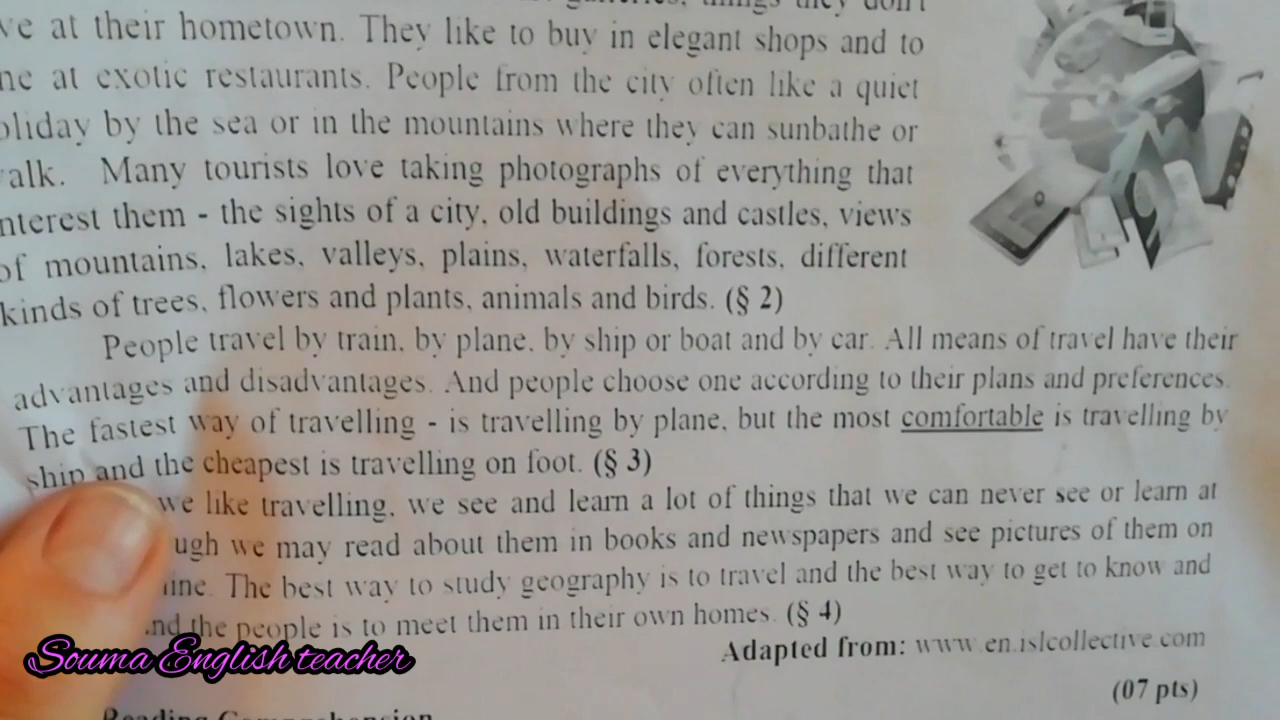 galleries, things they don't
ve at their hometown. They like to buy in elegant shops and to
ne at exotic restaurants. People from the city often like a quiet
oliday by the sea or in the mountains where they can sunbathe or
alk. Many tourists love taking photographs of everything that
nterest them - the sights of a city, old buildings and castles, views
of mountains, lakes, valleys, plains, waterfalls, forests, different
kinds of trees, flowers and plants, animals and birds. (§ 2)
People travel by train, by plane, by ship or boat and by car. All means of travel have their
advantages and disadvantages. And people choose one according to their plans and preferences.
The fastest way of travelling - is travelling by plane, but the most comfortable is travelling by
ship and the cheapest is travelling on foot. (§ 3)
we like travelling, we see and learn a lot of things that we can never see or learn at
ugh we may read about them in books and newspapers and see pictures of them on
ine. The best way to study geography is to travel and the best way to get to know and
nd the people is to meet them in their own homes. (§ 4)
Adapted from: www.en.islcollective.com
(07 pts)
Souma English teacher
Reading Comprehension